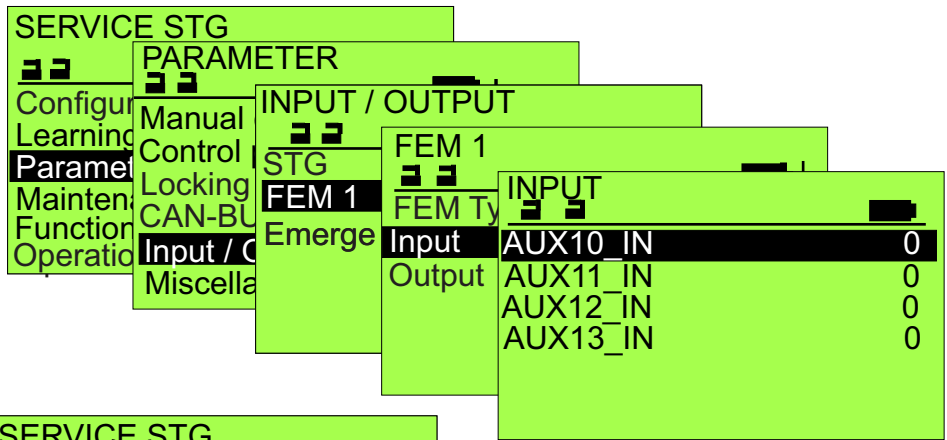 SERVICE STG
Configur
Learning
Paramet
Mainten
Function
Operatio
PARAMETER
Manual
Control
Locking
CAN-BU
Input / O
Miscella
INPUT / OUTPUT
STG
FEM 1
Emerge
FEM 1
FEM Ty
Input
Output
INPUT
AUX10_IN 0
AUX11_IN 0
AUX12_IN 0
AUX13_IN 0
SERVICE STG